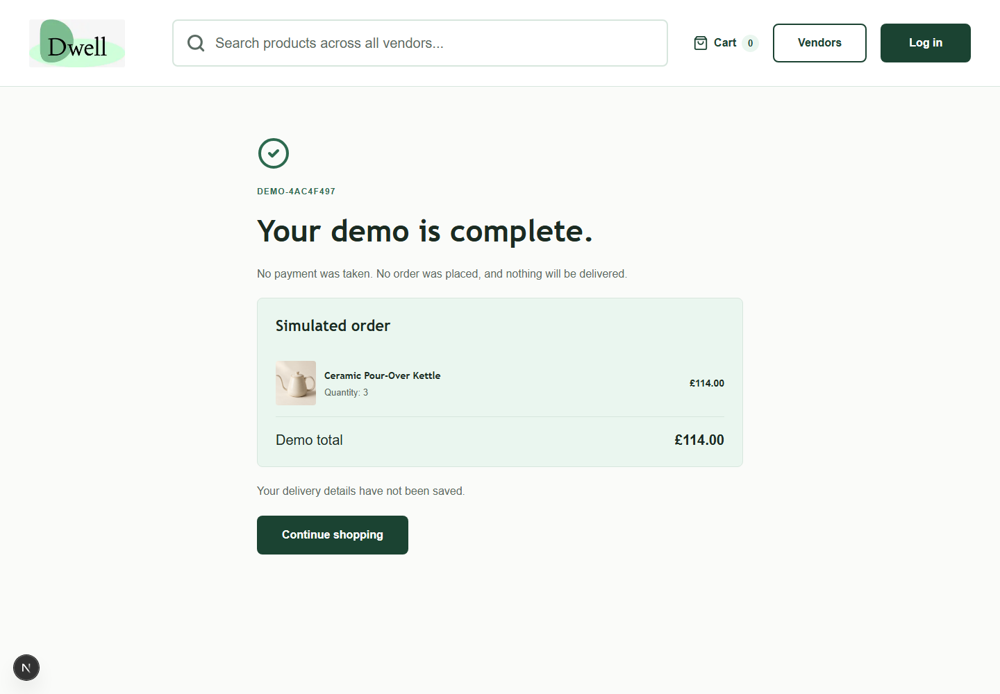 Dwell
Search products across all vendors...
Cart 0
Vendors
Log in
DEMO-4AC4F497
Your demo is complete.
No payment was taken. No order was placed, and nothing will be delivered.
Simulated order
Ceramic Pour-Over Kettle
Quantity: 3
£114.00
Demo total
£114.00
Your delivery details have not been saved.
Continue shopping
N